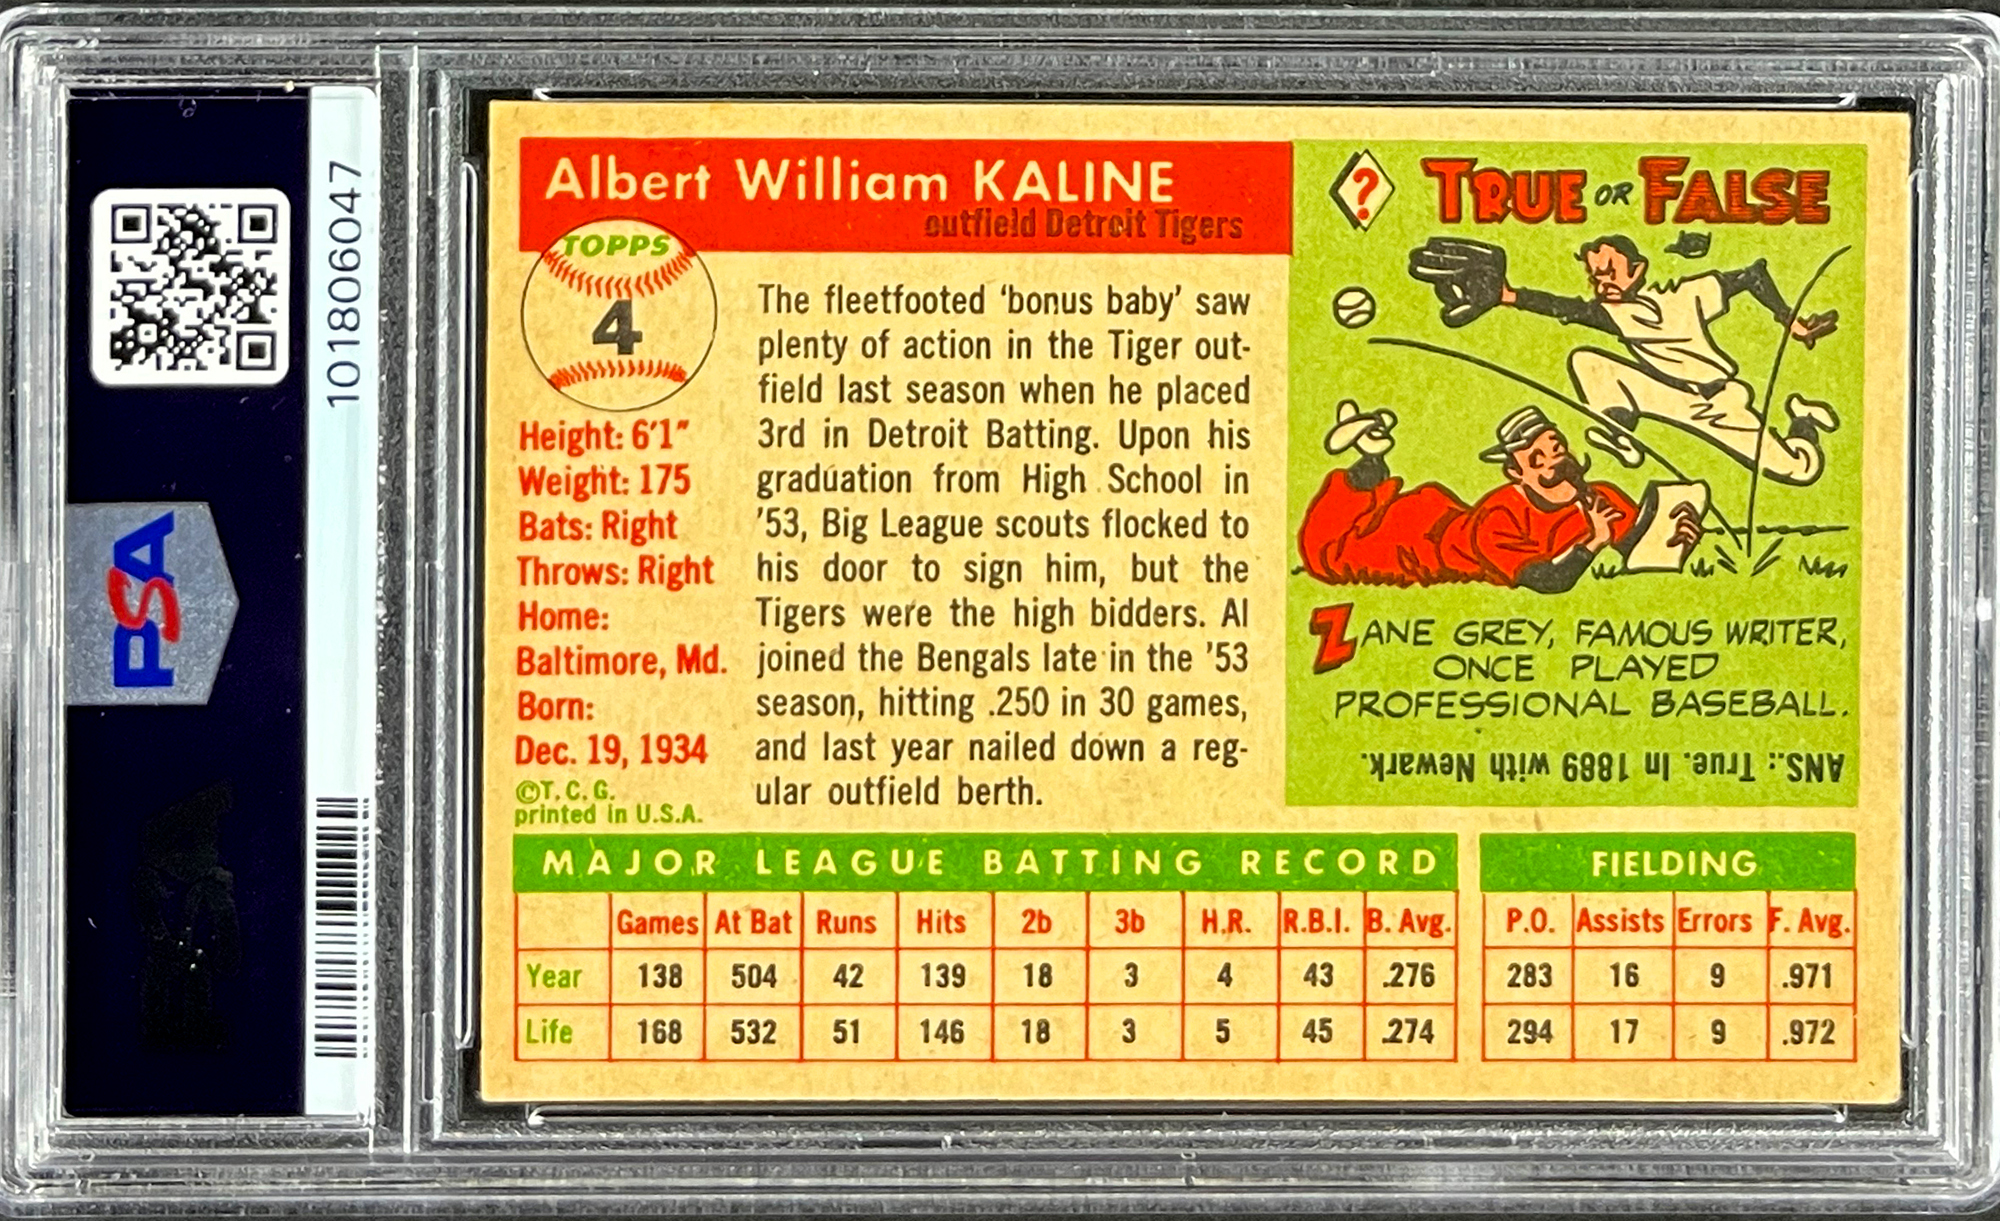 101806047
PSA
Albert William KALINE
outfield Detroit Tigers
TOPPS
4
Height: 6'1"
Weight: 175
Bats: Right
Throws: Right
Home:
Baltimore, Md.
Born:
Dec. 19, 1934
©T. C. G.
printed in U.S.A.
The fleetfooted ‘bonus baby’ saw
plenty of action in the Tiger out-
field last season when he placed
3rd in Detroit Batting. Upon his
graduation from High School in
’53, Big League scouts flocked to
his door to sign him, but the
Tigers were the high bidders. Al
joined the Bengals late in the ’53
season, hitting .250 in 30 games,
and last year nailed down a reg-
ular outfield berth.
? TRUE OR FALSE
ZANE GREY, FAMOUS WRITER,
ONCE PLAYED
PROFESSIONAL BASEBALL.
ANS.: True. In 1889 with Newark.
MAJOR LEAGUE BATTING RECORD
Games At Bat Runs Hits 2b 3b H.R. R.B.I. B. Avg.
Year 138 504 42 139 18 3 4 43 .276
Life 168 532 51 146 18 3 5 45 .274
FIELDING
P.O. Assists Errors F. Avg.
283 16 9 .971
294 17 9 .972